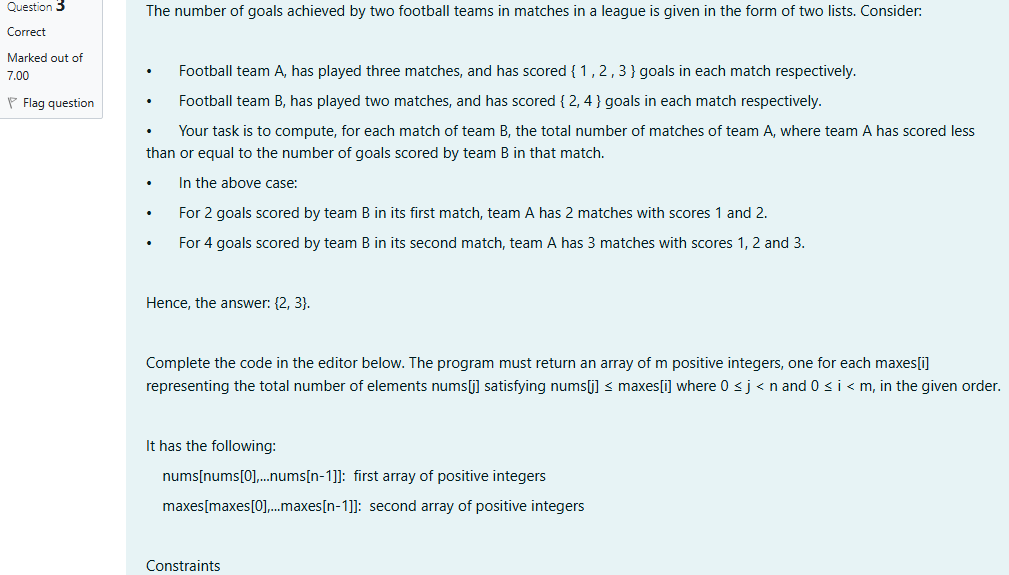 Question 3
Correct
Marked out of
7.00
Flag question
The number of goals achieved by two football teams in matches in a league is given in the form of two lists. Consider:
• Football team A, has played three matches, and has scored { 1 , 2 , 3 } goals in each match respectively.
• Football team B, has played two matches, and has scored { 2, 4 } goals in each match respectively.
• Your task is to compute, for each match of team B, the total number of matches of team A, where team A has scored less
than or equal to the number of goals scored by team B in that match.
• In the above case:
• For 2 goals scored by team B in its first match, team A has 2 matches with scores 1 and 2.
• For 4 goals scored by team B in its second match, team A has 3 matches with scores 1, 2 and 3.
Hence, the answer: {2, 3}.
Complete the code in the editor below. The program must return an array of m positive integers, one for each maxes[i]
representing the total number of elements nums[j] satisfying nums[j] ≤ maxes[i] where 0 ≤ j < n and 0 ≤ i < m, in the given order.
It has the following:
nums[nums[0],...nums[n-1]]: first array of positive integers
maxes[maxes[0],...maxes[n-1]]: second array of positive integers
Constraints